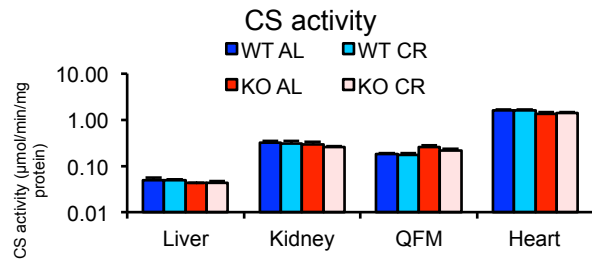 CS activity
WT AL WT CR
KO AL KO CR
CS activity (µmol/min/mg
protein)
10.00
1.00
0.10
0.01
Liver Kidney QFM Heart